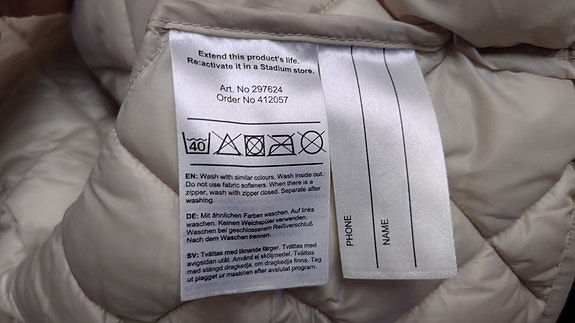 Extend this product's life.
Re:activate it in a Stadium store.
Art. No 297624
Order No 412057
40
EN: Wash with similar colours. Wash inside out.
Do not use fabric softeners. When there is a
zipper, wash with zipper closed. Separate after
washing.
DE: Mit ähnlichen Farben waschen. Auf links
waschen. Keinen Weichspüler verwenden.
Waschen bei geschlossenem Reißverschluß
Nach dem Waschen trennen.
SV: Tvättas med liknande färger. Tvättas med
avigsidan utåt. Använd ej sköljmedel. Tvättas
med stängd dragkedja, om dragkedja finns. Tag
ut plagget ur maskinen efter avslutat program.
PHONE
NAME